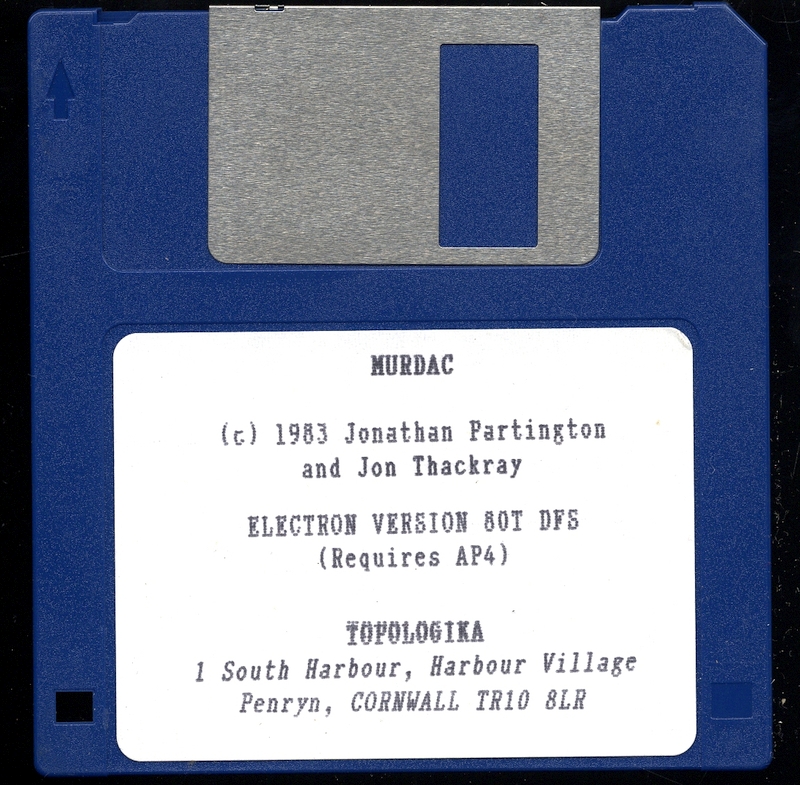 MURDAC
(c) 1983 Jonathan Partington
and Jon Thackray
ELECTRON VERSION 80T DFS
(Requires AP4)
TOPOLOGIKA
1 South Harbour, Harbour Village
Penryn, CORNWALL TR10 8LR